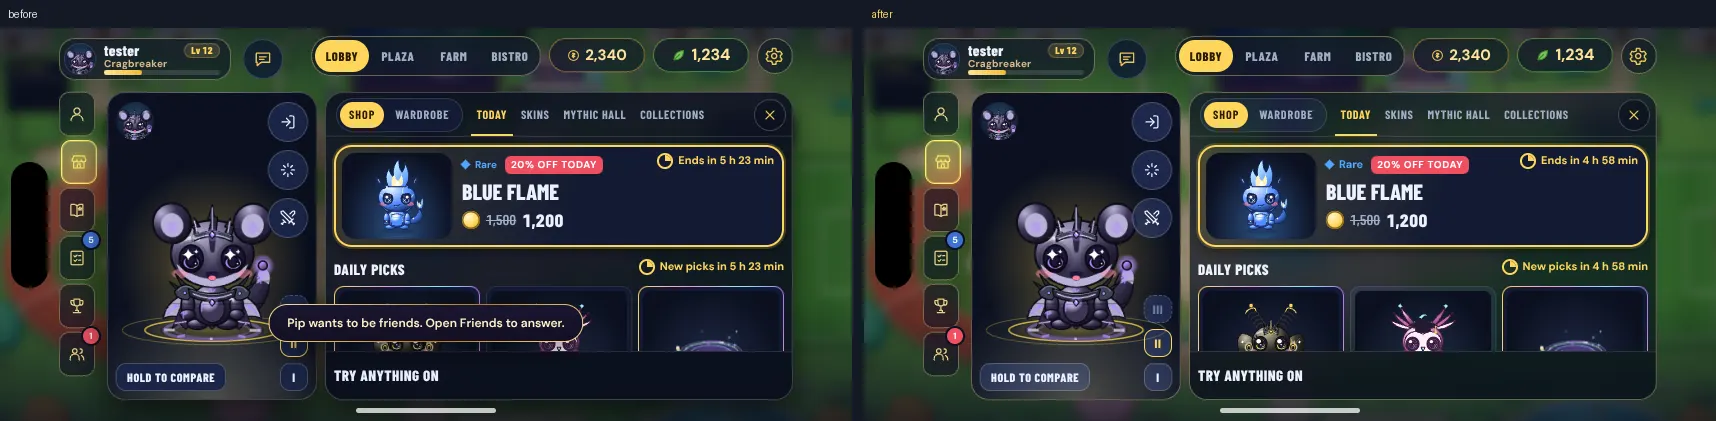 before
tester
Lv 12
Cragbreaker
LOBBY
PLAZA
FARM
BISTRO
2,340
1,234
SHOP
WARDROBE
TODAY
SKINS
MYTHIC HALL
COLLECTIONS
Rare
20% OFF TODAY
Ends in 5 h 23 min
BLUE FLAME
1,500 1,200
5
DAILY PICKS
New picks in 5 h 23 min
Pip wants to be friends. Open Friends to answer.
1
II
HOLD TO COMPARE
I
TRY ANYTHING ON
after
tester
Lv 12
Cragbreaker
LOBBY
PLAZA
FARM
BISTRO
2,340
1,234
SHOP
WARDROBE
TODAY
SKINS
MYTHIC HALL
COLLECTIONS
Rare
20% OFF TODAY
Ends in 4 h 58 min
BLUE FLAME
1,500 1,200
5
DAILY PICKS
New picks in 4 h 58 min
III
1
II
HOLD TO COMPARE
I
TRY ANYTHING ON